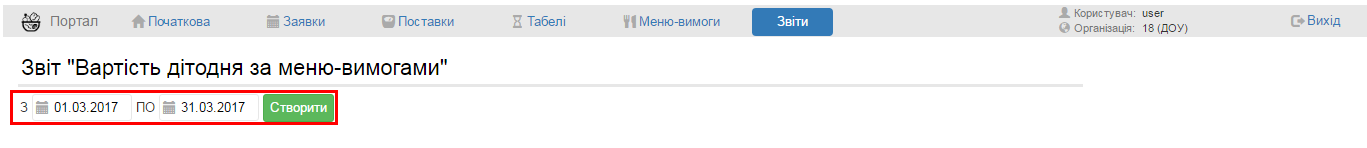 Портал Початкова Заявки Поставки Табелі Меню-вимоги Звіти Користувач: user Вихід
Організація: 18 (ДОУ)
Звіт "Вартість дітодня за меню-вимогами"
З 01.03.2017 ПО 31.03.2017 Створити